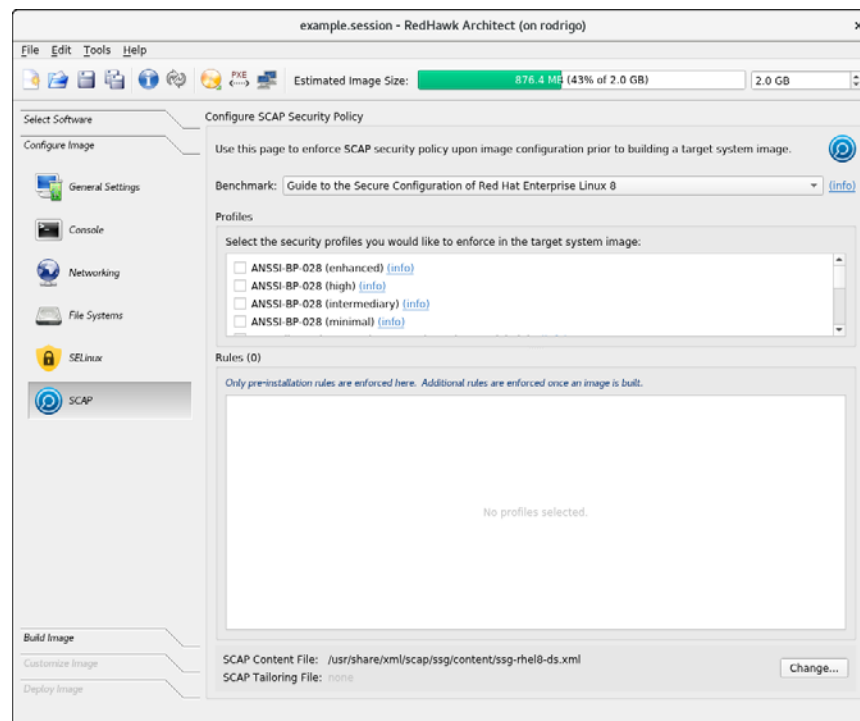 example.session - RedHawk Architect (on rodrigo)
File Edit Tools Help
PXE
Estimated Image Size: 876.4 MB (43% of 2.0 GB) 2.0 GB
Select Software
Configure Image
General Settings
Console
Networking
File Systems
SELinux
SCAP
Build Image
Customize Image
Deploy Image
Configure SCAP Security Policy
Use this page to enforce SCAP security policy upon image configuration prior to building a target system image.
Benchmark: Guide to the Secure Configuration of Red Hat Enterprise Linux 8 (info)
Profiles
Select the security profiles you would like to enforce in the target system image:
ANSSI-BP-028 (enhanced) (info)
ANSSI-BP-028 (high) (info)
ANSSI-BP-028 (intermediary) (info)
ANSSI-BP-028 (minimal) (info)
Rules (0)
Only pre-installation rules are enforced here. Additional rules are enforced once an image is built.
No profiles selected.
SCAP Content File: /usr/share/xml/scap/ssg/content/ssg-rhel8-ds.xml
SCAP Tailoring File: none
Change...